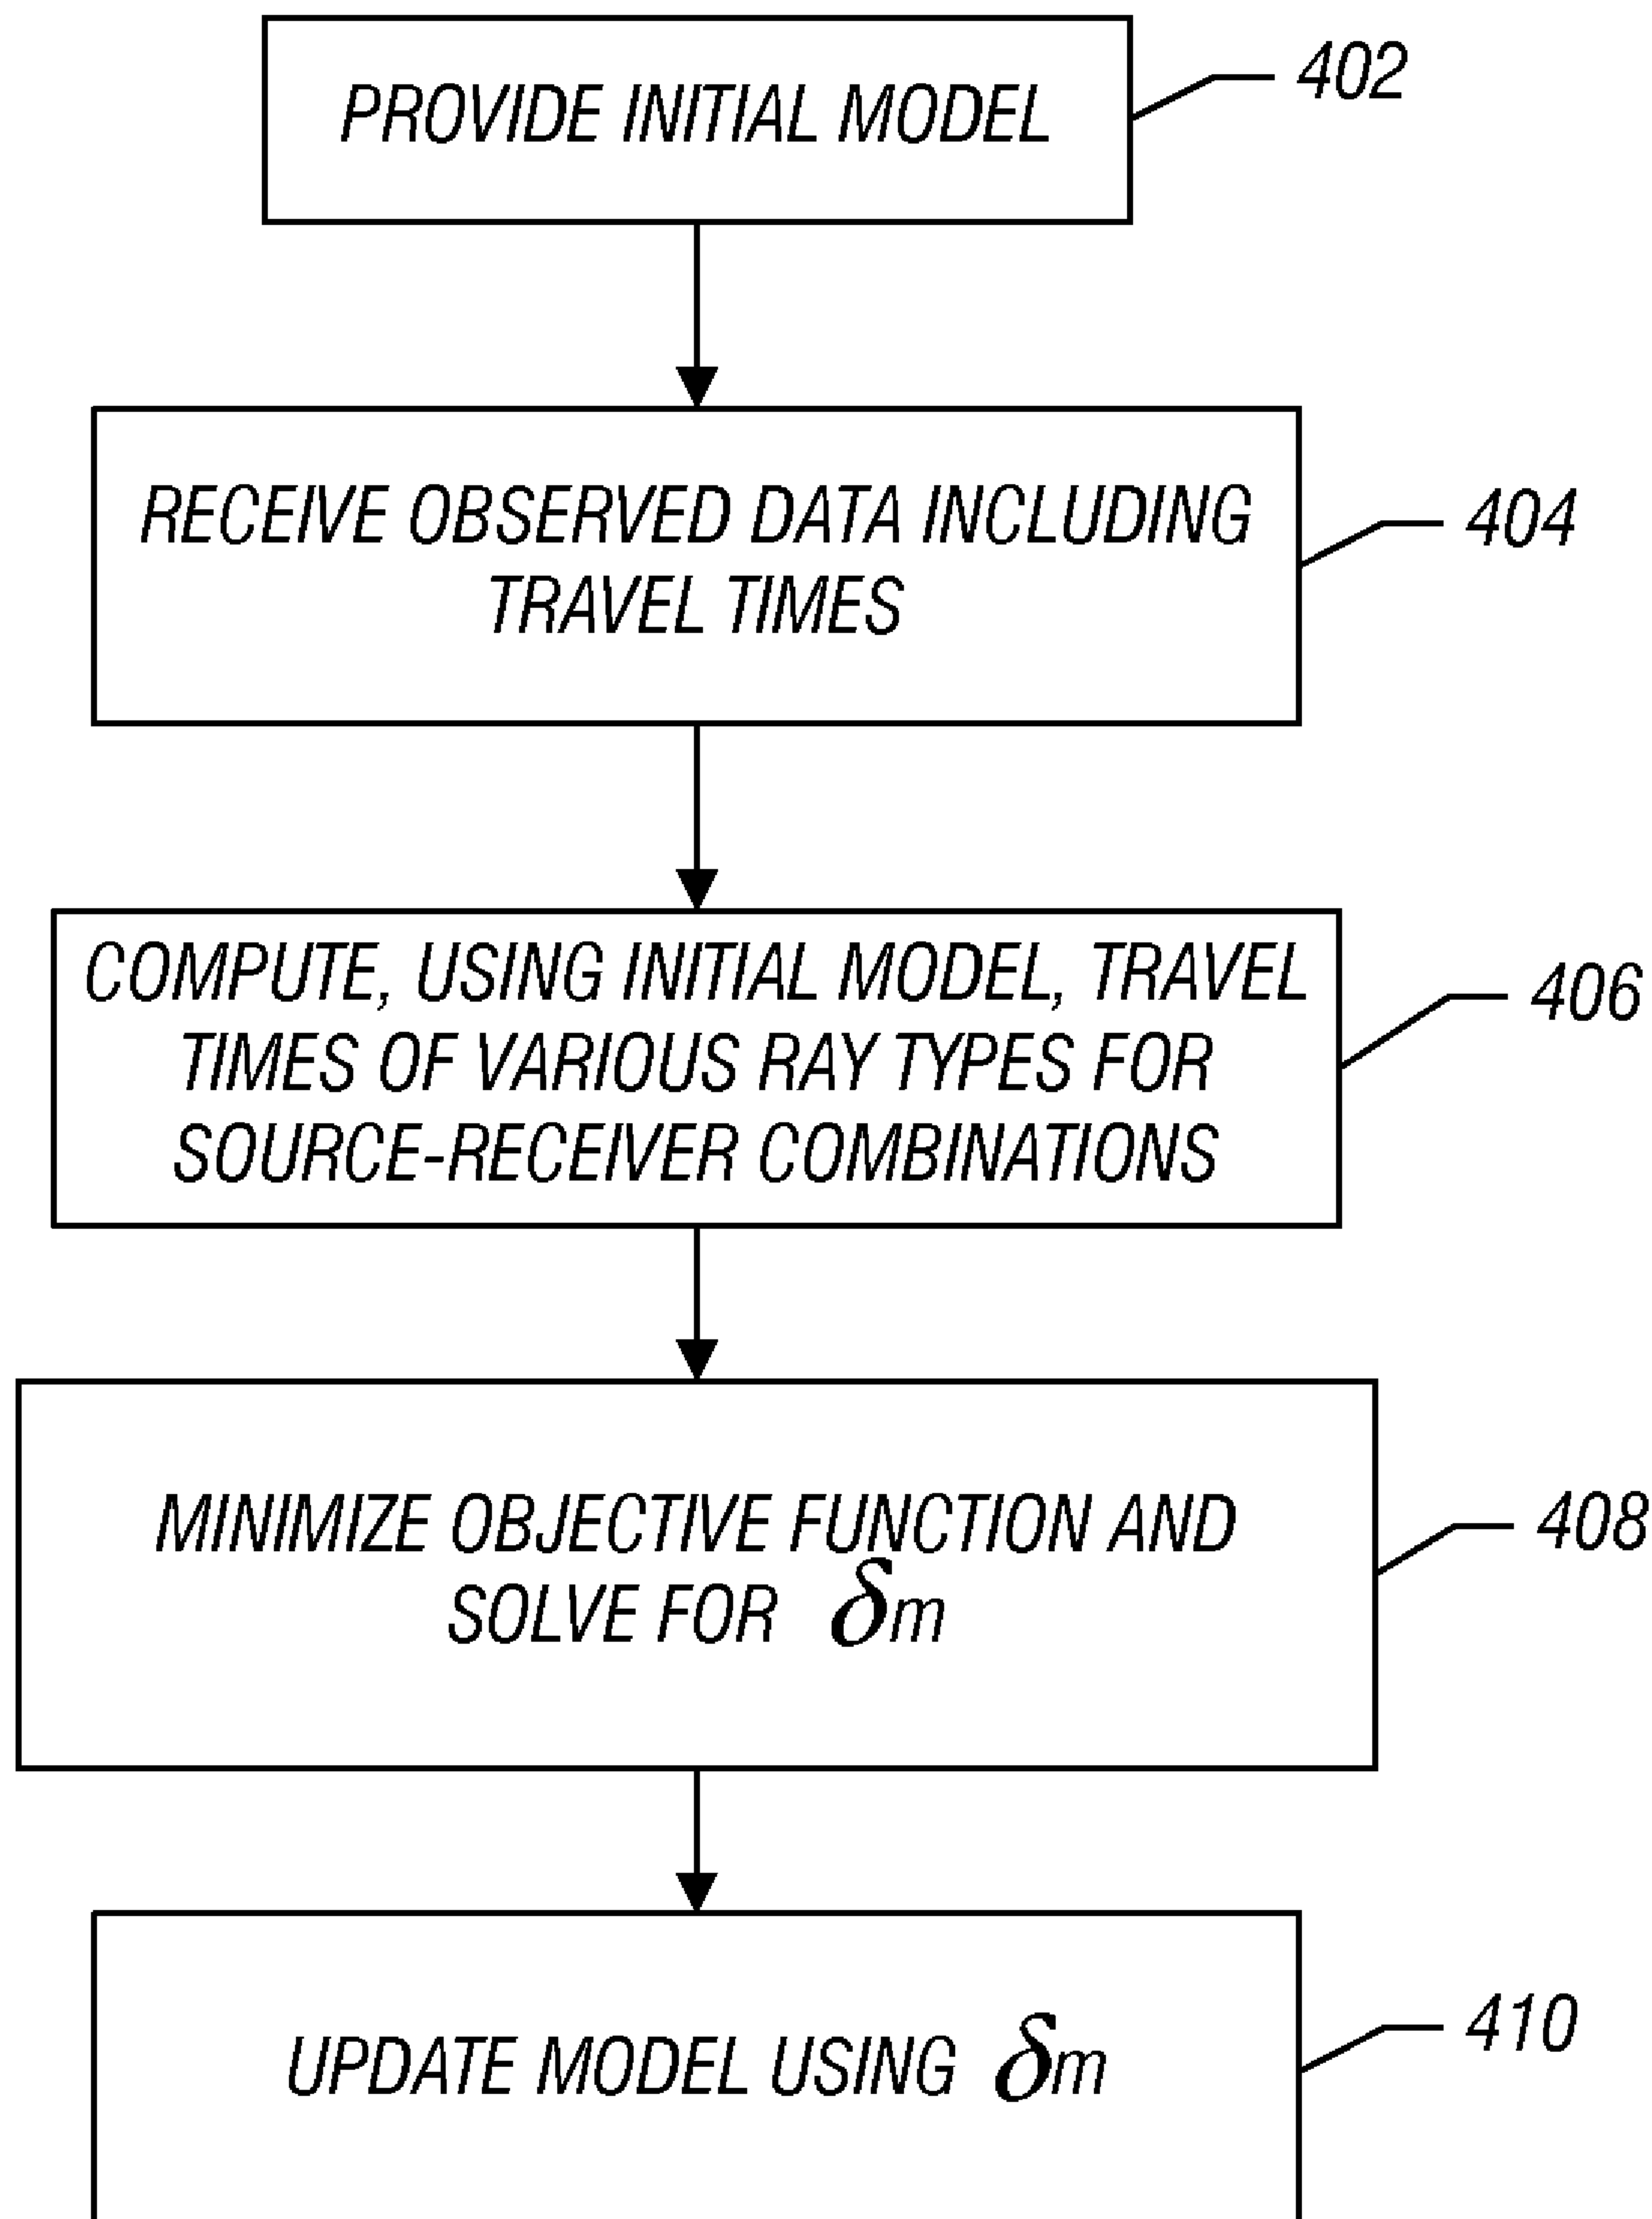 PROVIDE INITIAL MODEL
402
RECEIVE OBSERVED DATA INCLUDING
TRAVEL TIMES
404
COMPUTE, USING INITIAL MODEL, TRAVEL
TIMES OF VARIOUS RAY TYPES FOR
SOURCE-RECEIVER COMBINATIONS
406
MINIMIZE OBJECTIVE FUNCTION AND
SOLVE FOR δm
408
UPDATE MODEL USING δm
410